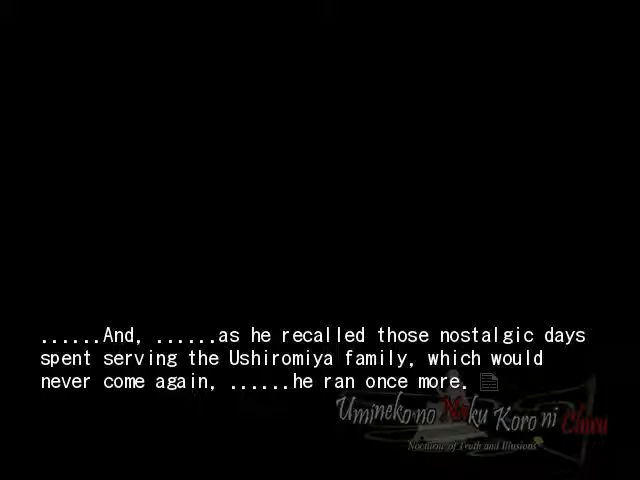 ......And, ......as he recalled those nostalgic days
spent serving the Ushiromiya family, which would
never come again, ......he ran once more.
Umineko no Naku Koro ni Chiru
Nocturne of Truth and Illusions